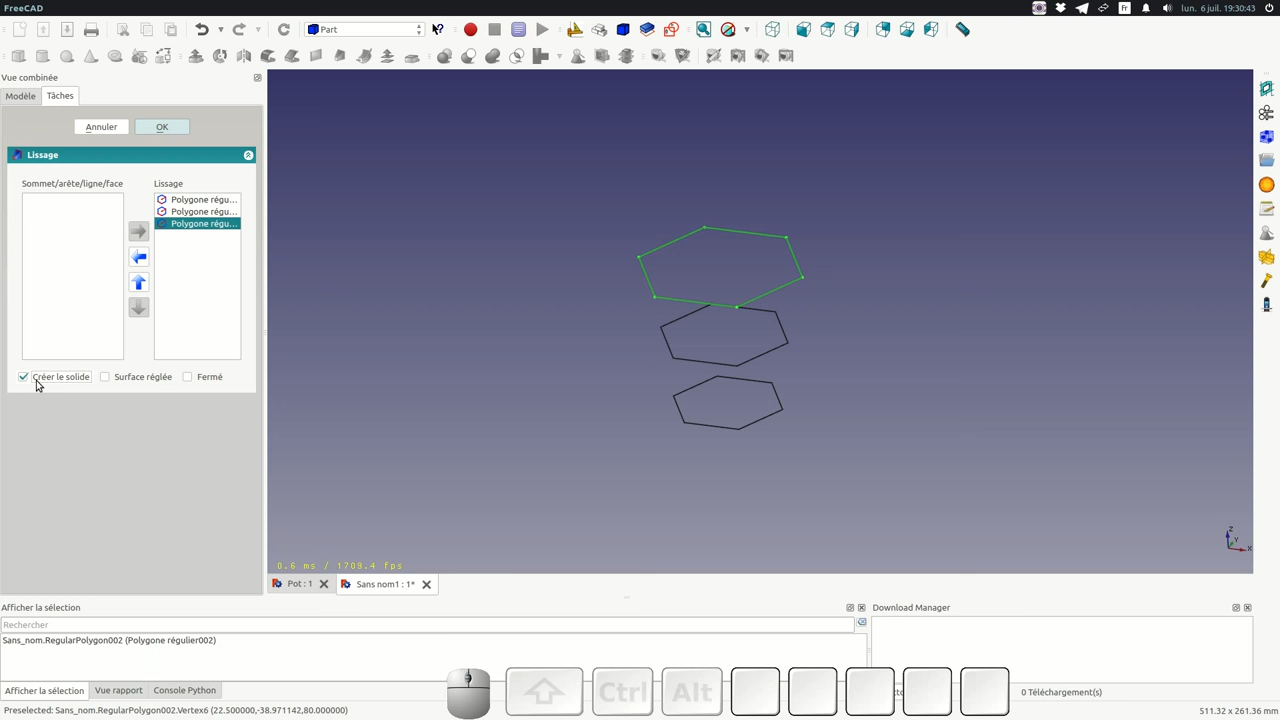 FreeCAD
Fr
lun. 6 juil, 19:30:43
Part
Vue combinée
Modèle
Tâches
Annuler
OK
Lissage
Sommet/arête/ligne/face
Lissage
Polygone régu...
Polygone régu...
Polygone régu...
Créer le solide
Surface réglée
Fermé
Z
Y
X
0.6 ms / 1709.4 fps
Pot : 1
Sans nom1 : 1*
Afficher la sélection
Download Manager
Rechercher
Sans_nom.RegularPolygon002 (Polygone régulier002)
Ctrl
Alt
0 Téléchargement(s)
Afficher la sélection
Vue rapport
Console Python
Preselected: Sans_nom.RegularPolygon002.Vertex6 (22.500000,-38.971142,80.000000)
511.32 x 261.36 mm